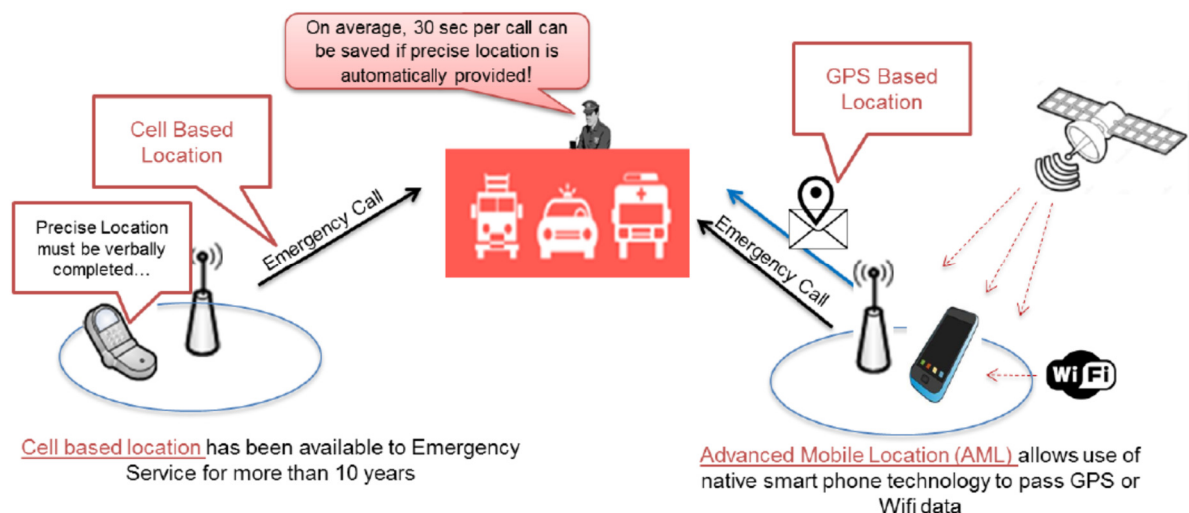 On average, 30 sec per call can
be saved if precise location is
automatically provided!
Cell Based
Location
Precise Location
must be verbally
completed…
Emergency Call
GPS Based
Location
Emergency Call
WiFi
Cell based location has been available to Emergency
Service for more than 10 years
Advanced Mobile Location (AML) allows use of
native smart phone technology to pass GPS or
Wifi data